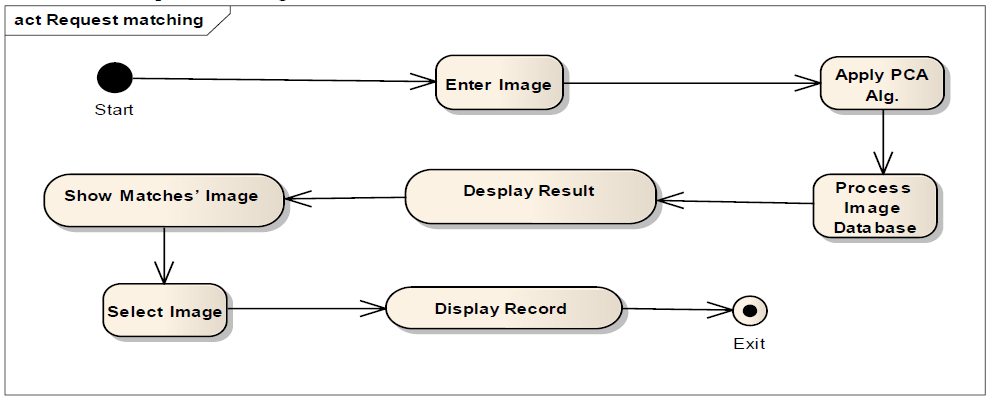 act Request matching
Start
Enter Image
Apply PCA
Alg.
Process
Image
Database
Desplay Result
Show Matches' Image
Select Image
Display Record
Exit